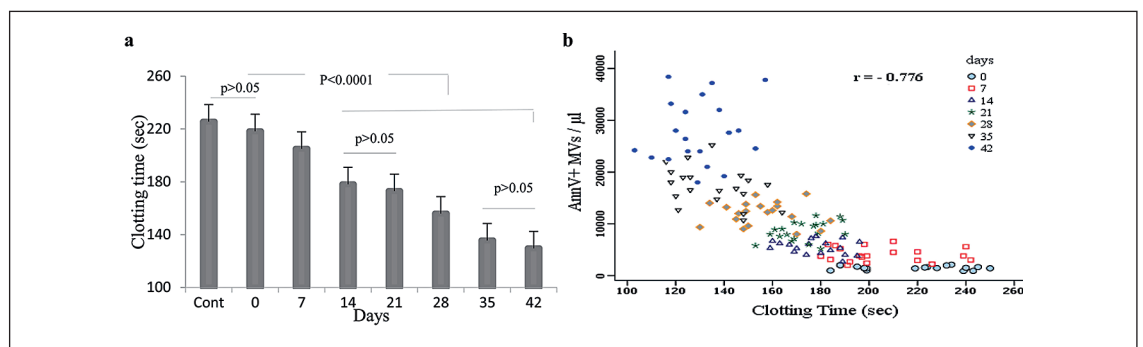 a
260
220
180
140
100
Clotting time (sec)
p>0.05
P<0.0001
p>0.05
p>0.05
Cont 0 7 14 21 28 35 42
Days
b
40000
30000
20000
10000
0
AnnV+ MVs / µl
r = - 0.776
days
0
7
14
21
28
35
42
100 120 140 160 180 200 220 240 260
Clotting Time (sec)